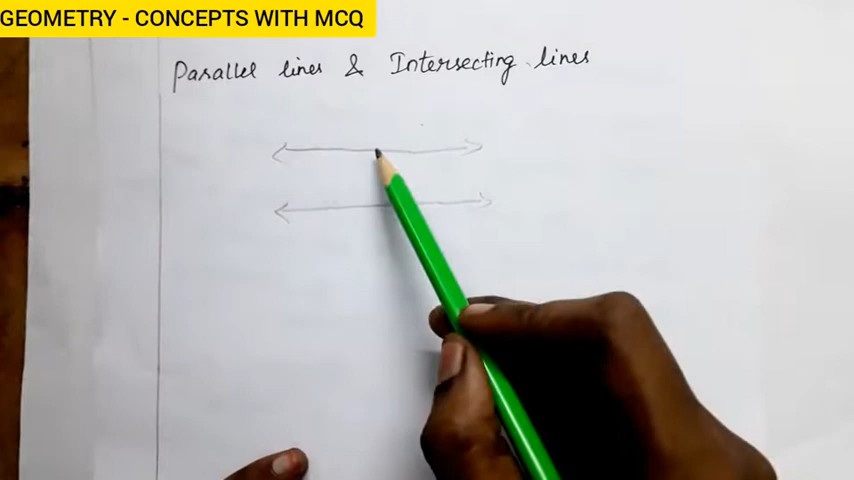 GEOMETRY - CONCEPTS WITH MCQ
Parallel lines & Intersecting lines